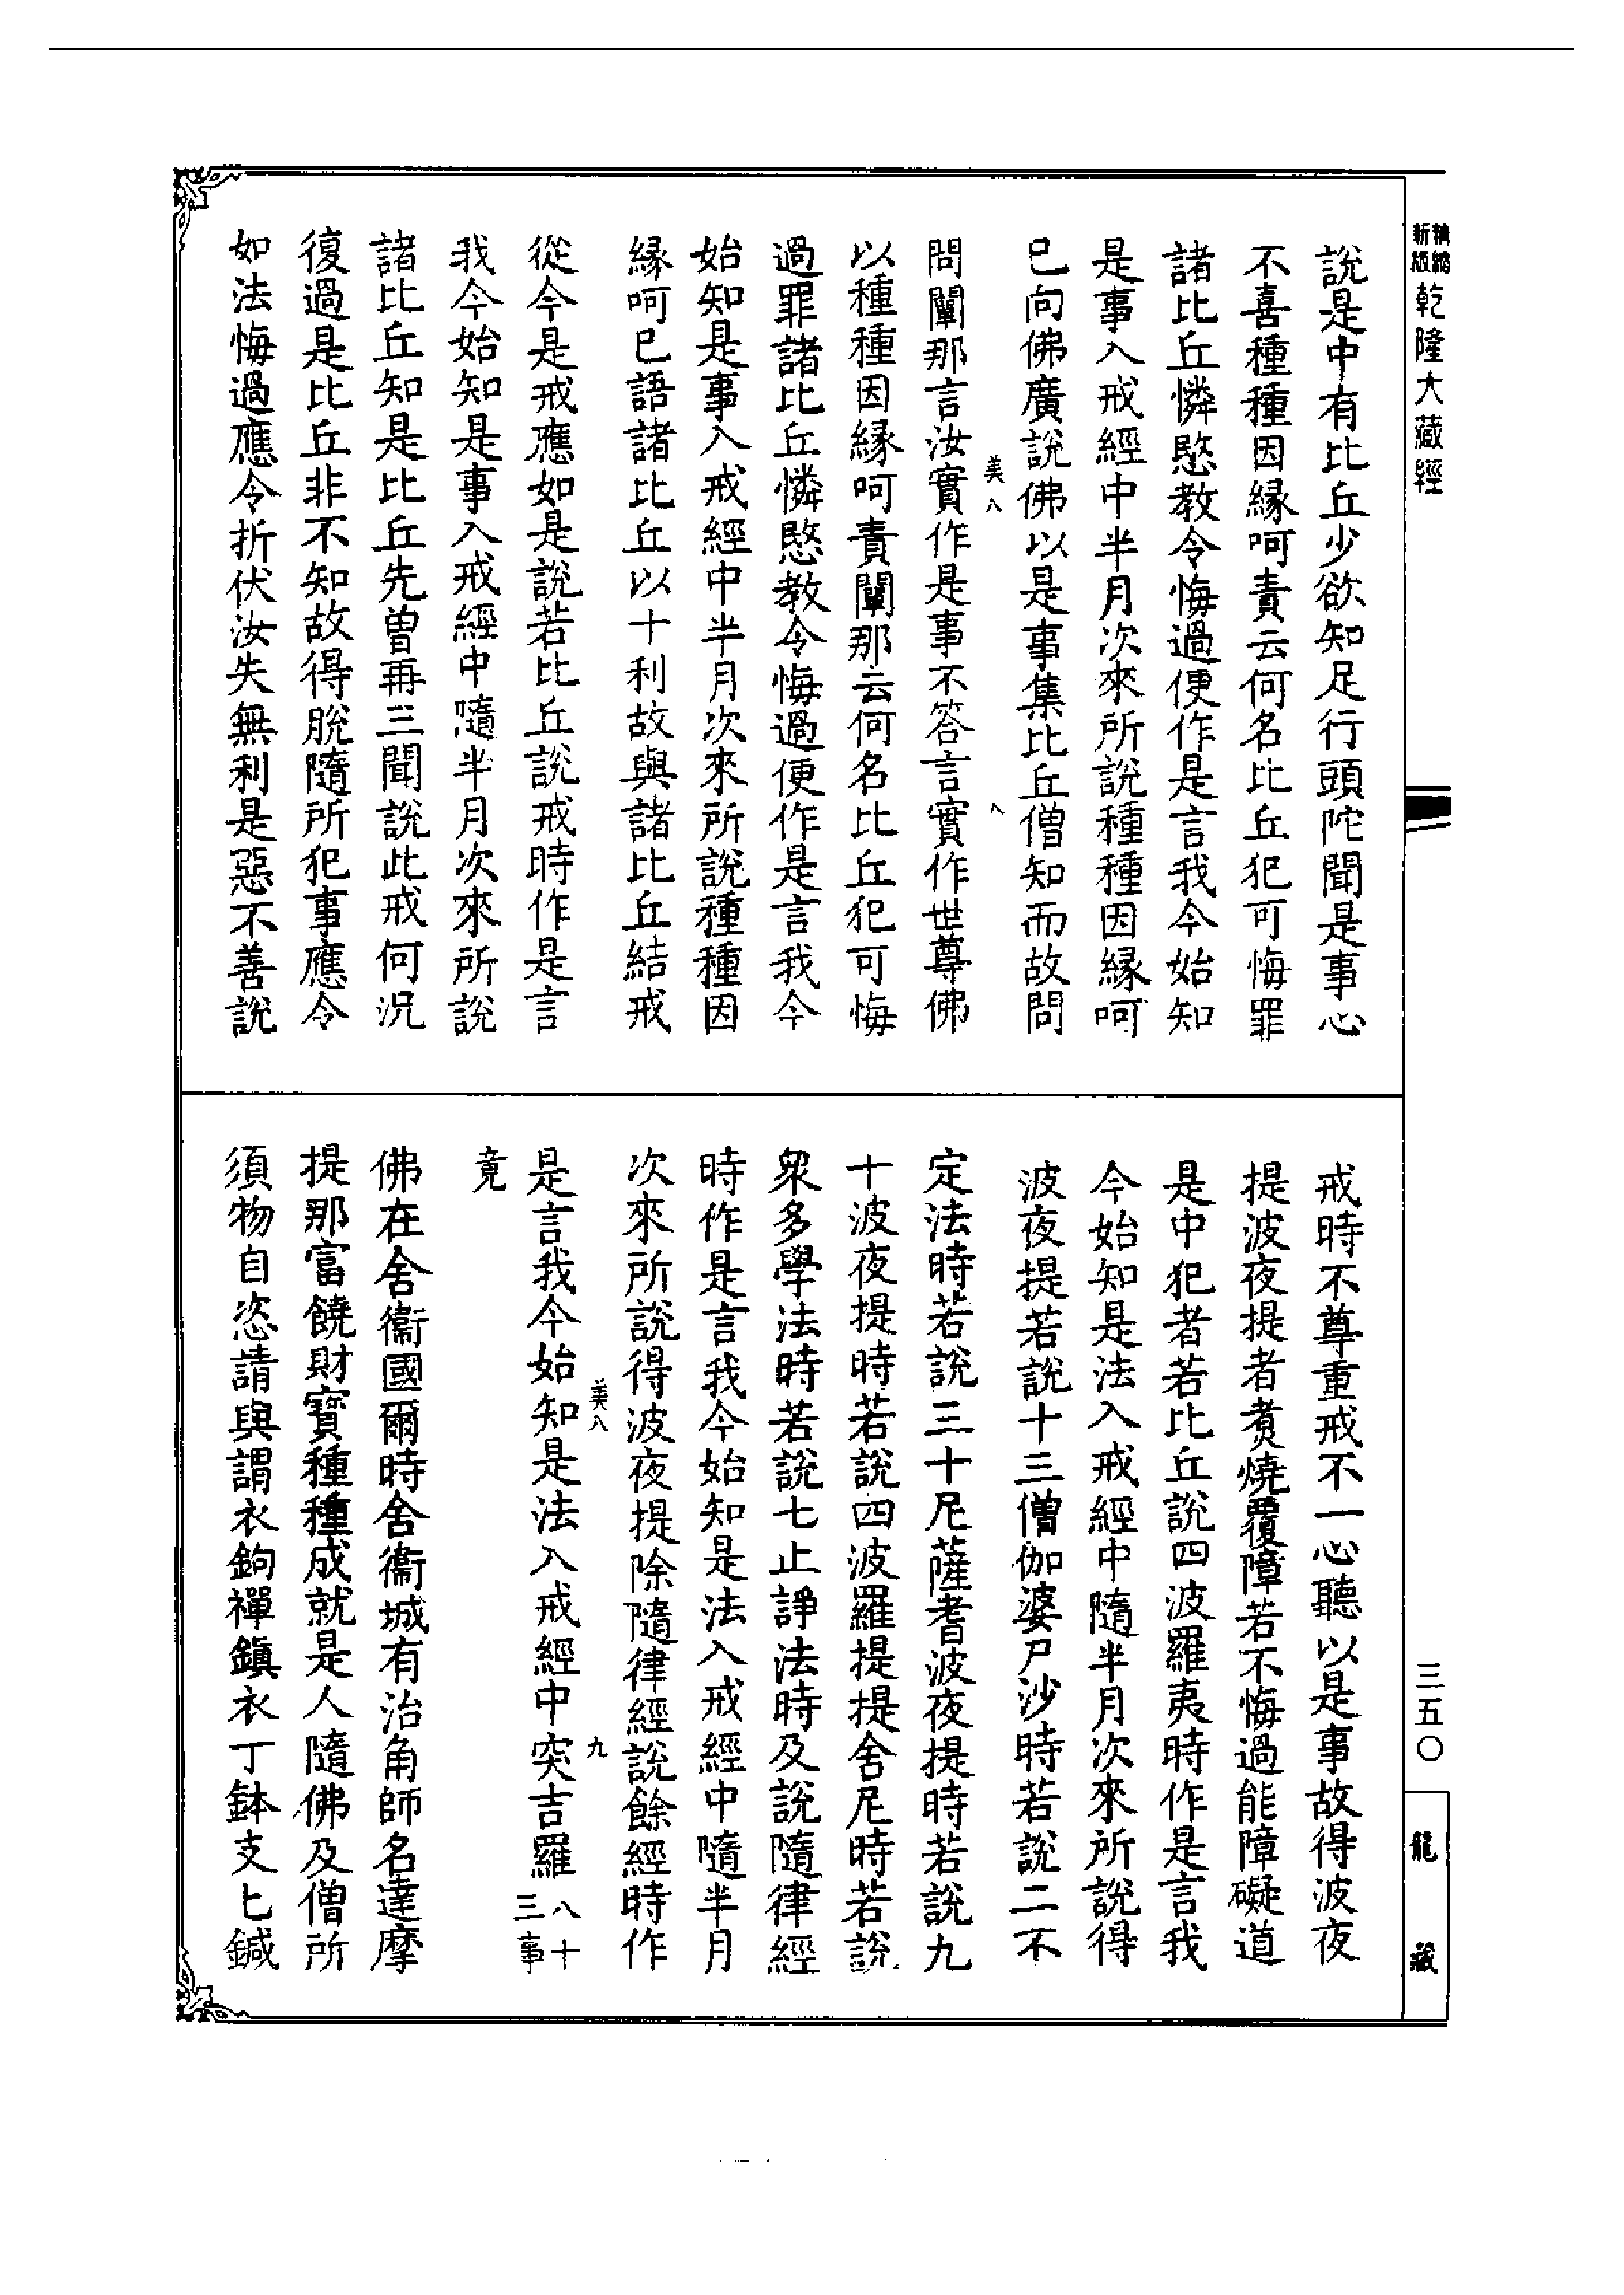 新版精縮乾隆大藏經
三五〇
龍藏
說是中有比丘少欲知足行頭陀聞是事心
不喜種種因緣呵責云何名比丘犯可悔罪
諸比丘憐愍教令悔過便作是言我今始知
是事入戒經中半月次來所說種種因緣呵
已向佛廣說佛以是事集比丘僧知而故問
美八
八
問闡那言汝實作是事不答言實作世尊佛
以種種因緣呵責闡那云何名比丘犯可悔
過罪諸比丘憐愍教令悔過便作是言我今
始知是事入戒經中半月次來所說種種因
緣呵已語諸比丘以十利故與諸比丘結戒
從今是戒應如是說若比丘說戒時作是言
我今始知是事入戒經中隨半月次來所說
諸比丘知是比丘先曾再三聞說此戒何況
復過是比丘非不知故得脫隨所犯事應令
如法悔過應令折伏汝失無利是惡不善說
戒時不尊重戒不一心聽以是事故得波夜
提波夜提者煑燒覆障若不悔過能障礙道
是中犯者若比丘說四波羅夷時作是言我
今始知是法入戒經中隨半月次來所說得
波夜提若說十三僧伽婆尸沙時若說二不
定法時若說三十尼薩耆波夜提時若說九
十波夜提時若說四波羅提提舍尼時若說
衆多學法時若說七止諍法時及說隨律經
時作是言我今始知是法入戒經中隨半月
次來所說得波夜提除隨律經說餘經時作
美八
九
是言我今始知是法入戒經中突吉羅八十三事
竟
佛在舍衞國爾時舍衞城有治角師名達摩
提那富饒財寶種種成就是人隨佛及僧所
須物自恣請與謂衣鉤禪鎭衣丁鉢支匕鍼